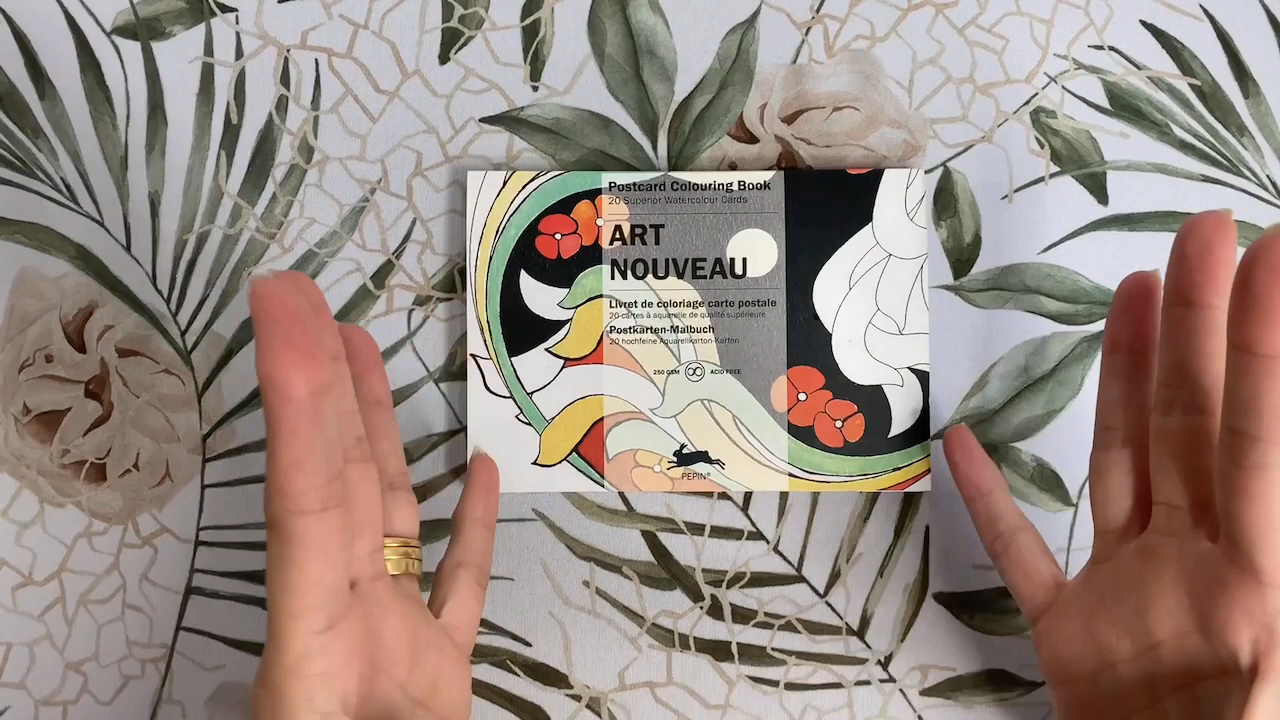 Postcard Colouring Book
20 Superior Watercolour Cards
ART
NOUVEAU
Livret de coloriage carte postale
20 cartes à aquarelle de qualité supérieure
Postkarten-Malbuch
20 hochfeine Aquarellkarton-Karten
250 GSM ACID FREE
PEPIN®